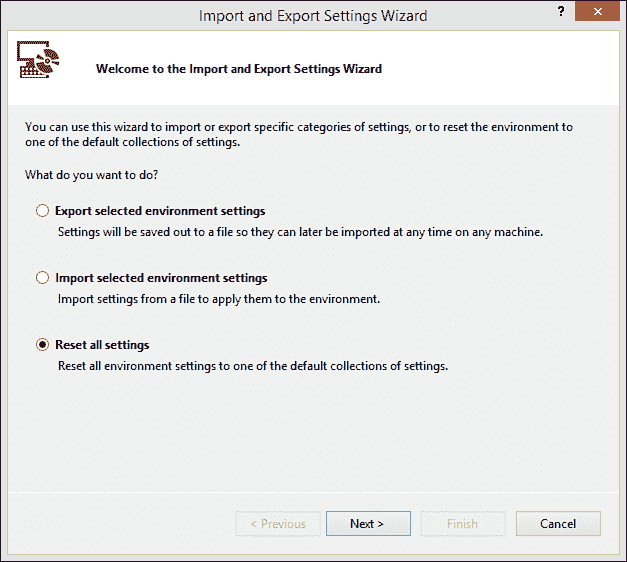 Import and Export Settings Wizard
?
Welcome to the Import and Export Settings Wizard
You can use this wizard to import or export specific categories of settings, or to reset the environment to
one of the default collections of settings.
What do you want to do?
Export selected environment settings
Settings will be saved out to a file so they can later be imported at any time on any machine.
Import selected environment settings
Import settings from a file to apply them to the environment.
Reset all settings
Reset all environment settings to one of the default collections of settings.
< Previous Next > Finish Cancel